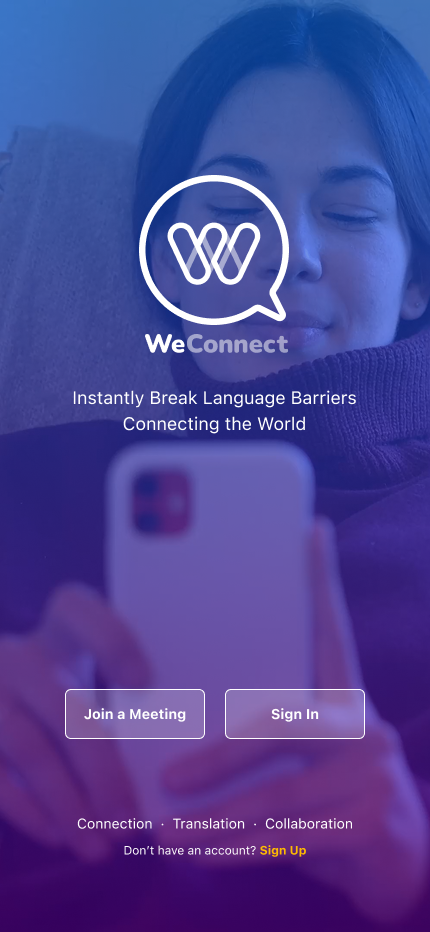 WeConnect
Instantly Break Language Barriers
Connecting the World
Join a Meeting
Sign In
Connection · Translation · Collaboration
Don't have an account? Sign Up